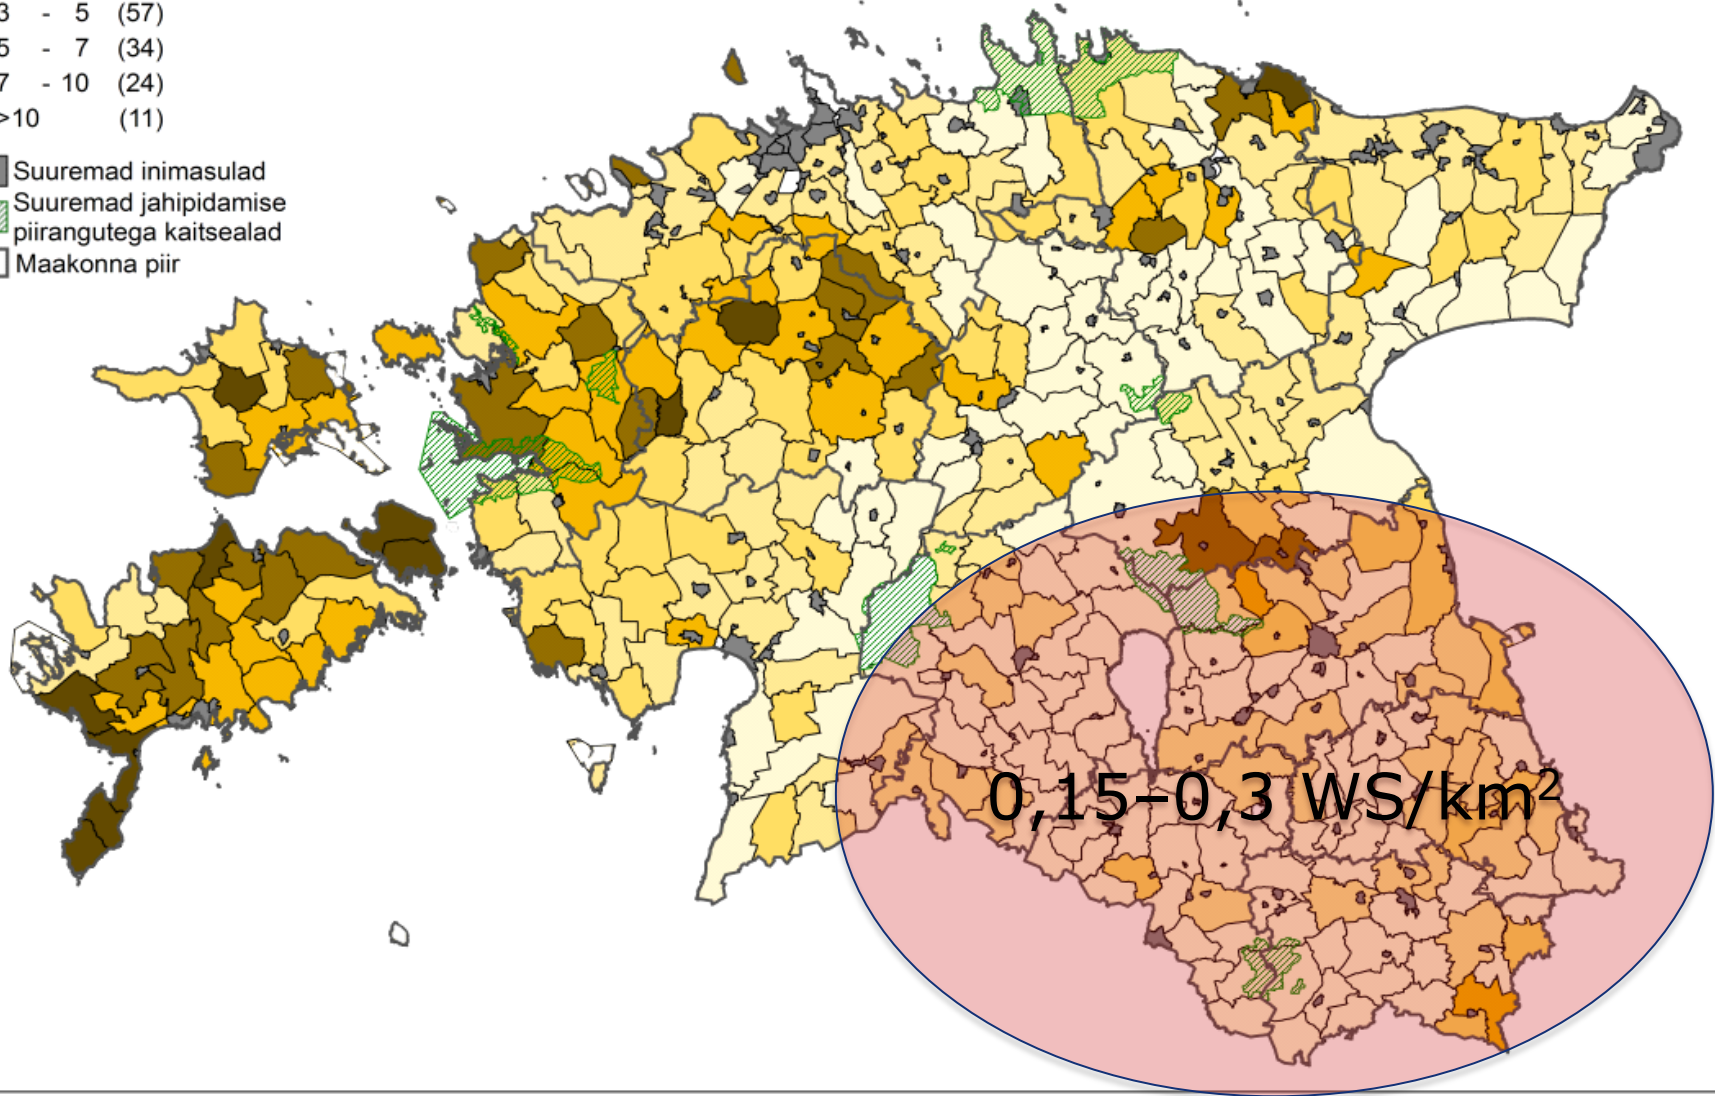 3 - 5 (57)
5 - 7 (34)
7 - 10 (24)
>10 (11)
Suuremad inimasulad
Suuremad jahipidamise
piirangutega kaitsealad
Maakonna piir
0,15–0,3 WS/km²